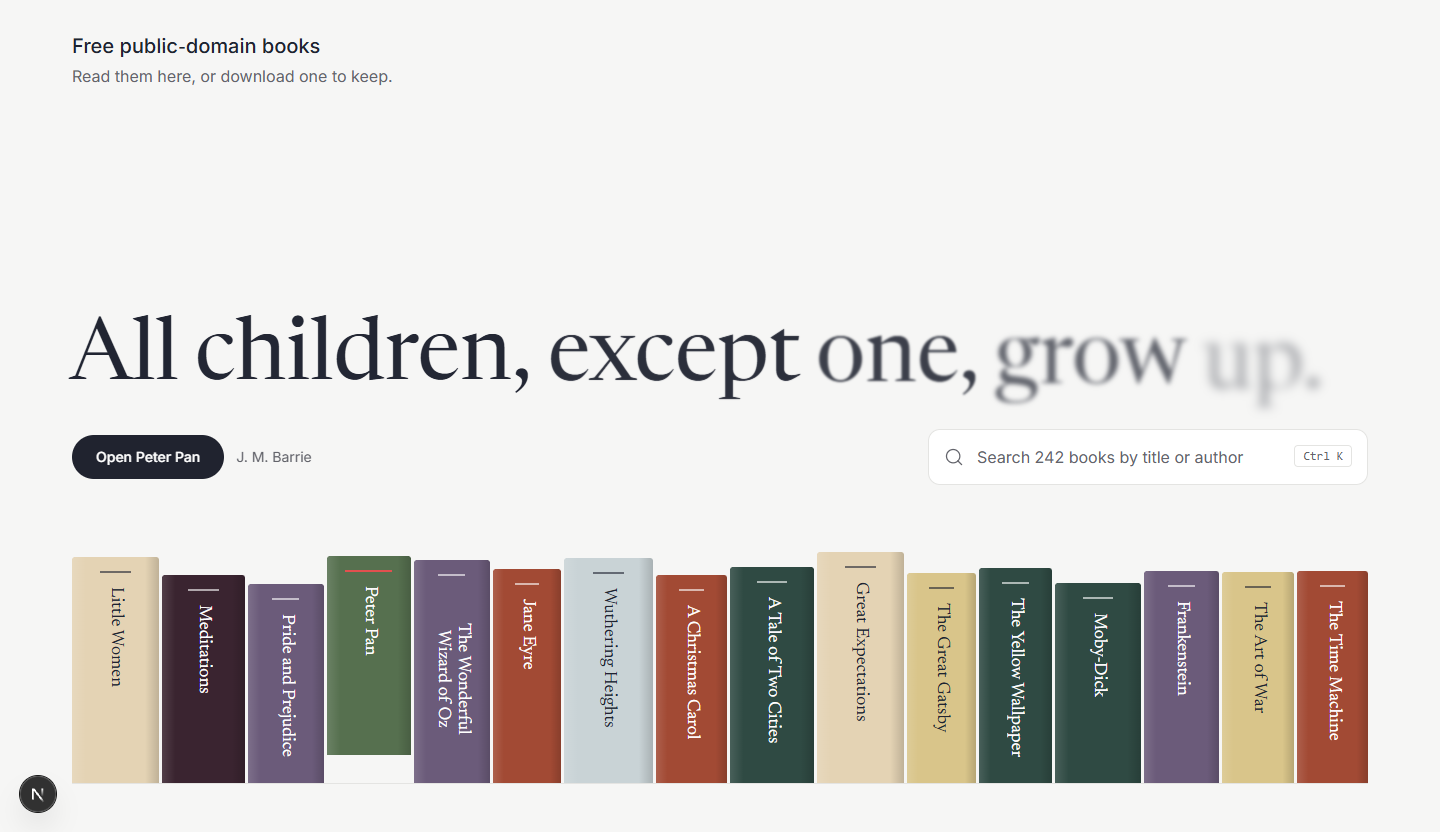 Free public-domain books
Read them here, or download one to keep.
All children, except one, grow up.
Open Peter Pan
J. M. Barrie
Search 242 books by title or author
Ctrl K
Little Women
Meditations
Pride and Prejudice
Peter Pan
The Wonderful
Wizard of Oz
Jane Eyre
Wuthering Heights
A Christmas Carol
A Tale of Two Cities
Great Expectations
The Great Gatsby
The Yellow Wallpaper
Moby-Dick
Frankenstein
The Art of War
The Time Machine
N